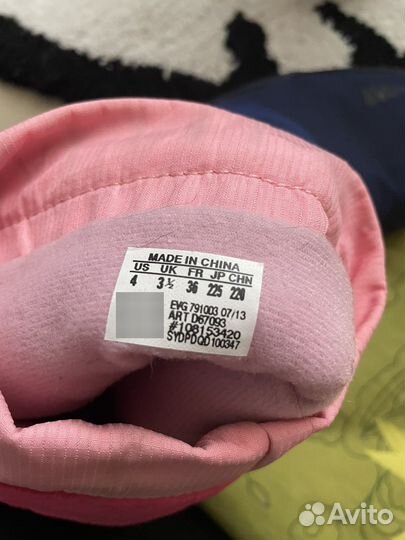 MADE IN CHINA
US UK FR JP CHN
4 3½ 36 225 220
EVG 791003 07/13
ART D67093
#108153420
SYDPDQD100347
Avito